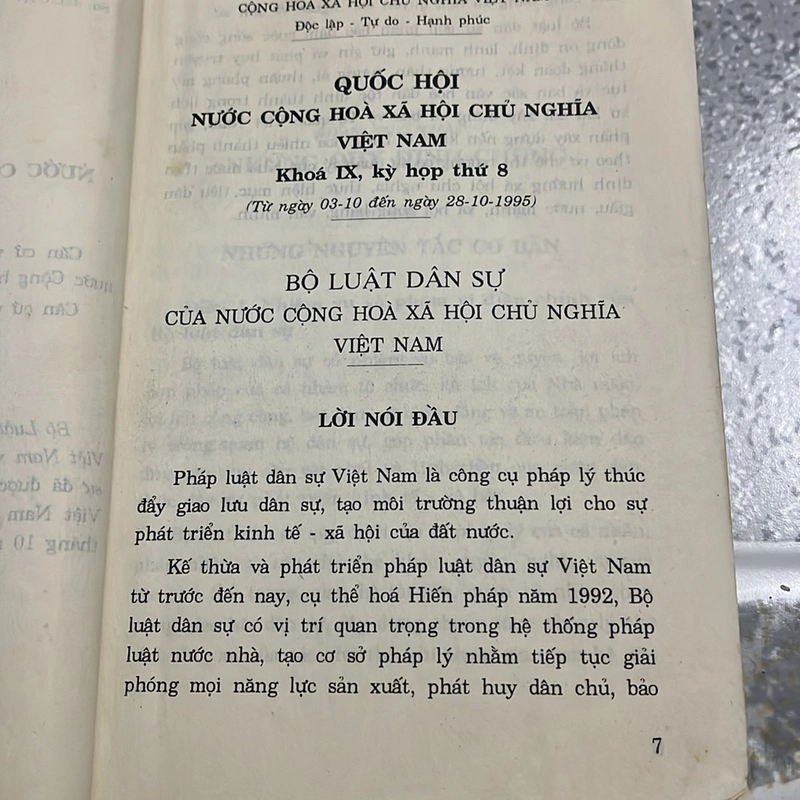 CỘNG HOÀ XÃ HỘI CHỦ NGHĨA VIỆT NAM
Độc lập - Tự do - Hạnh phúc
QUỐC HỘI
NƯỚC CỘNG HOÀ XÃ HỘI CHỦ NGHĨA
VIỆT NAM
Khoá IX, kỳ họp thứ 8
(Từ ngày 03-10 đến ngày 28-10-1995)
BỘ LUẬT DÂN SỰ
CỦA NƯỚC CỘNG HOÀ XÃ HỘI CHỦ NGHĨA
VIỆT NAM
LỜI NÓI ĐẦU
Pháp luật dân sự Việt Nam là công cụ pháp lý thúc
đẩy giao lưu dân sự, tạo môi trường thuận lợi cho sự
phát triển kinh tế - xã hội của đất nước.
Kế thừa và phát triển pháp luật dân sự Việt Nam
từ trước đến nay, cụ thể hoá Hiến pháp năm 1992, Bộ
luật dân sự có vị trí quan trọng trong hệ thống pháp
luật nước nhà, tạo cơ sở pháp lý nhằm tiếp tục giải
phóng mọi năng lực sản xuất, phát huy dân chủ, bảo
7